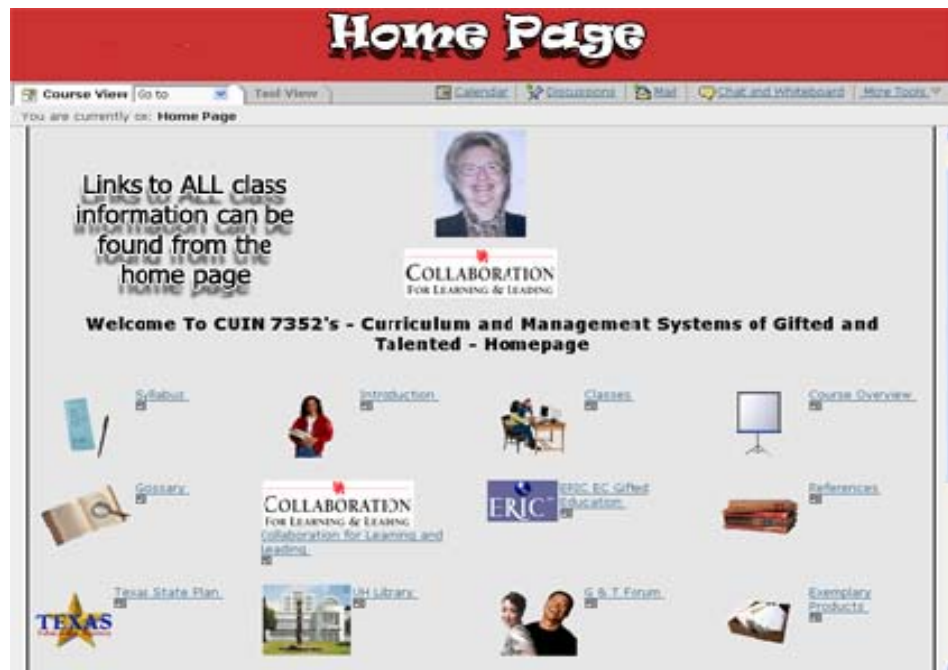 Home Page
Course View Go to Tool View Calendar Discussions Mail Chat and Whiteboard More Tools
You are currently on: Home Page
Links to ALL class
information can be
found from the
home page
COLLABORATION
FOR LEARNING & LEADING
Welcome To CUIN 7352's - Curriculum and Management Systems of Gifted and
Talented - Homepage
Syllabus
Introduction
Classes
Course Overview
Gossary
COLLABORATION
FOR LEARNING & LEADING
Collaboration for Learning and
Leading
ERIC
ERIC EC Gifted
Education
References
TEXAS
Texas State Plan
UH Library
G & T Forum
Exemplary
Products